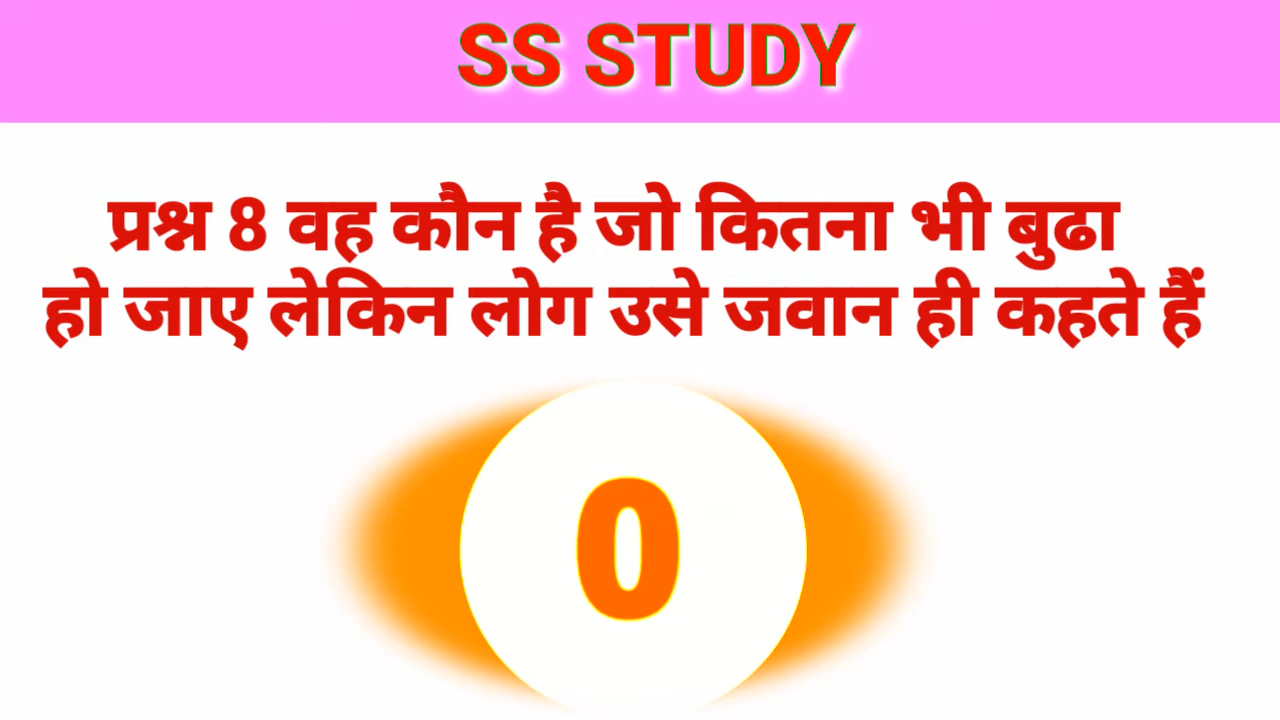 SS STUDY
प्रश्न 8 वह कौन है जो कितना भी बुढा
हो जाए लेकिन लोग उसे जवान ही कहते हैं
0